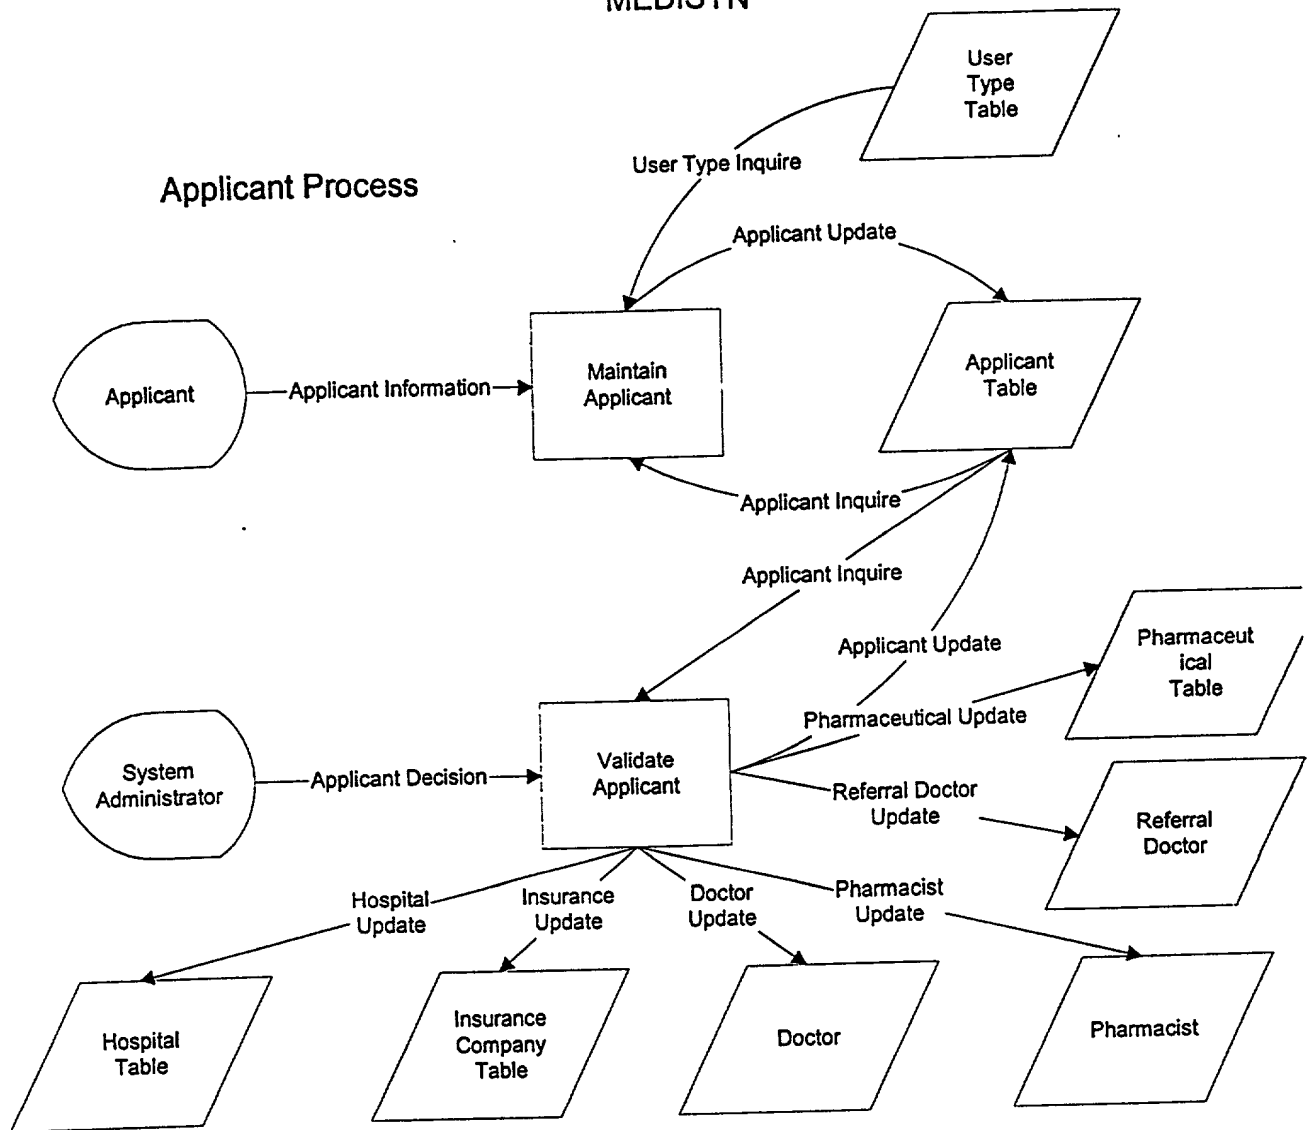 MEDISYN
User
Type
Table
User Type Inquire
Applicant Process
Applicant Update
Applicant
Applicant Information
Maintain
Applicant
Applicant
Table
Applicant Inquire
Applicant Inquire
Applicant Update
Pharmaceut
ical
Table
Pharmaceutical Update
System
Administrator
Applicant Decision
Validate
Applicant
Referral Doctor
Update
Referral
Doctor
Hospital
Update
Insurance
Update
Doctor
Update
Pharmacist
Update
Hospital
Table
Insurance
Company
Table
Doctor
Pharmacist